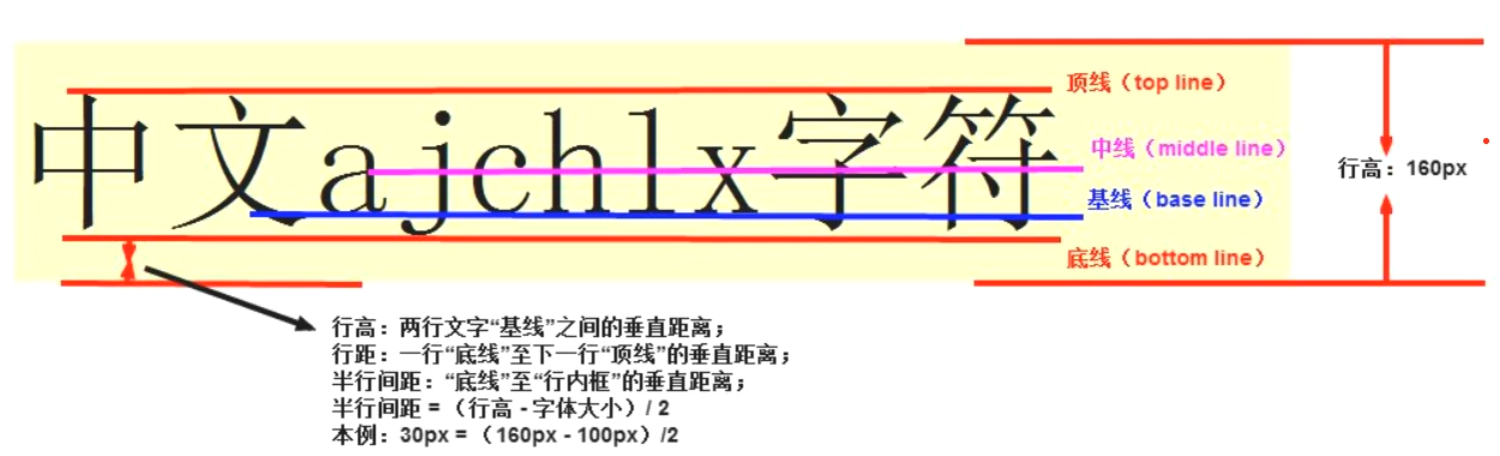 顶线（top line）
中文ajchlx字符
中线（middle line）
行高：160px
基线（base line）
底线（bottom line）
行高：两行文字“基线”之间的垂直距离；
行距：一行“底线”至下一行“顶线”的垂直距离；
半行间距：“底线”至“行内框”的垂直距离；
半行间距 = （行高 - 字体大小）/ 2
本例：30px = （160px - 100px）/2